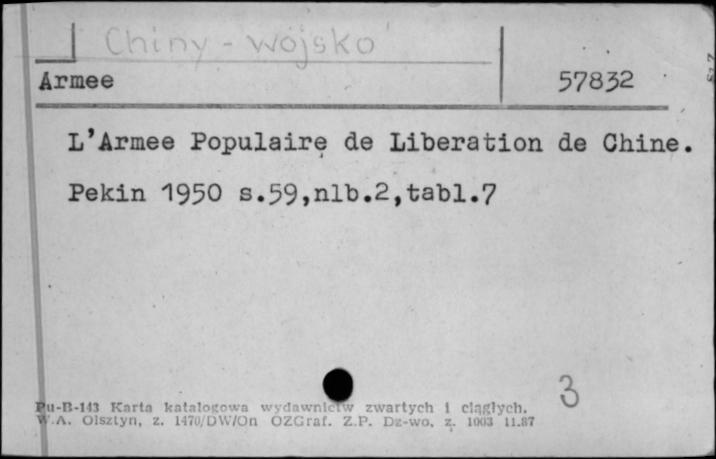 Chiny - wojsko
Armee 57832
L'Armee Populaire de Liberation de Chine.
Pekin 1950 s.59,nlb.2,tabl.7
3
Pu-B-143 Karta katalogowa wydawnictw zwartych i ciągłych.
W.A. Olsztyn, z. 1470/DW/On OZGraf. Z.P. Dz-wo, z. 1003 11.87